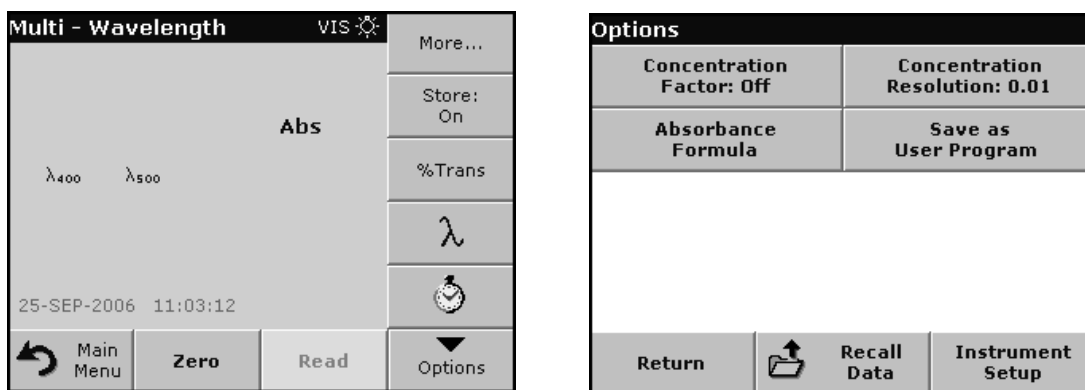 Multi - Wavelength VIS
More...
Store:
On
Abs
%Trans
λ400 λ500
λ
25-SEP-2006 11:03:12
Main
Menu
Zero
Read
Options
Options
Concentration
Factor: Off
Concentration
Resolution: 0.01
Absorbance
Formula
Save as
User Program
Return
Recall
Data
Instrument
Setup